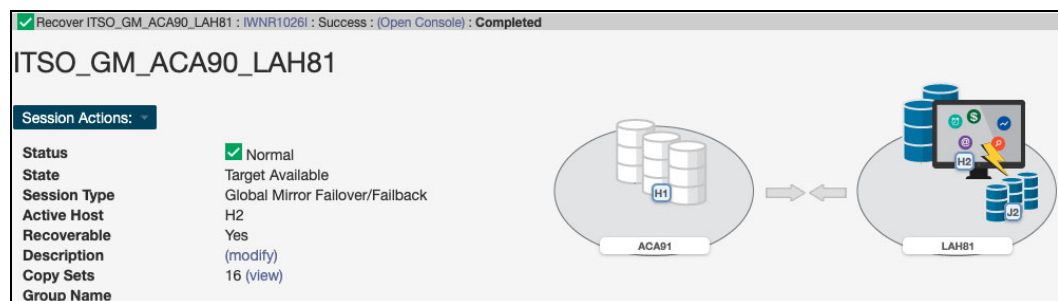 Recover ITSO_GM_ACA90_LAH81 : IWNR1026I : Success : (Open Console) : Completed
ITSO_GM_ACA90_LAH81
Session Actions:
Status Normal
State Target Available
Session Type Global Mirror Failover/Failback
Active Host H2
Recoverable Yes
Description (modify)
Copy Sets 16 (view)
Group Name
H1
ACA91
$
@
H2
J2
LAH81